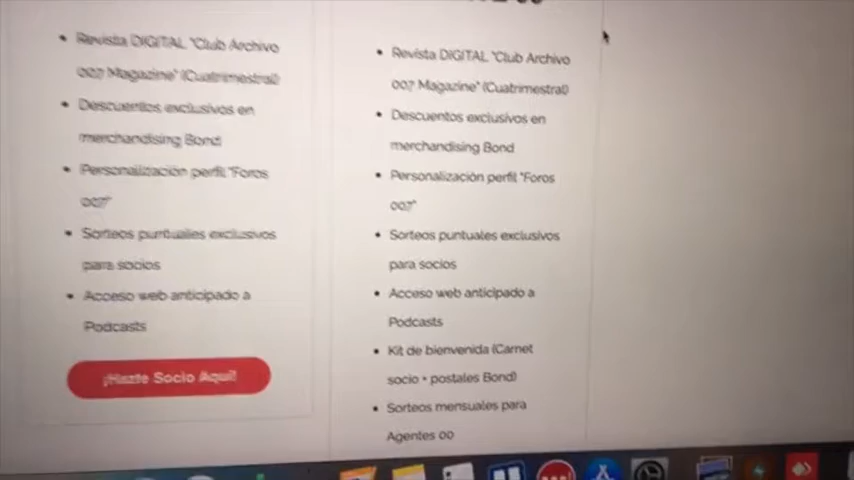 Revista DIGITAL "Club Archivo
007 Magazine" (Cuatrimestral)
Descuentos exclusivos en
merchandising Bond
Personalización perfil "Foros
007"
Sorteos puntuales exclusivos
para socios
Acceso web anticipado a
Podcasts
¡Hazte Socio Aquí!
Revista DIGITAL "Club Archivo
007 Magazine" (Cuatrimestral)
Descuentos exclusivos en
merchandising Bond
Personalización perfil "Foros
007"
Sorteos puntuales exclusivos
para socios
Acceso web anticipado a
Podcasts
Kit de bienvenida (Carnet
socio + postales Bond)
Sorteos mensuales para
Agentes 00